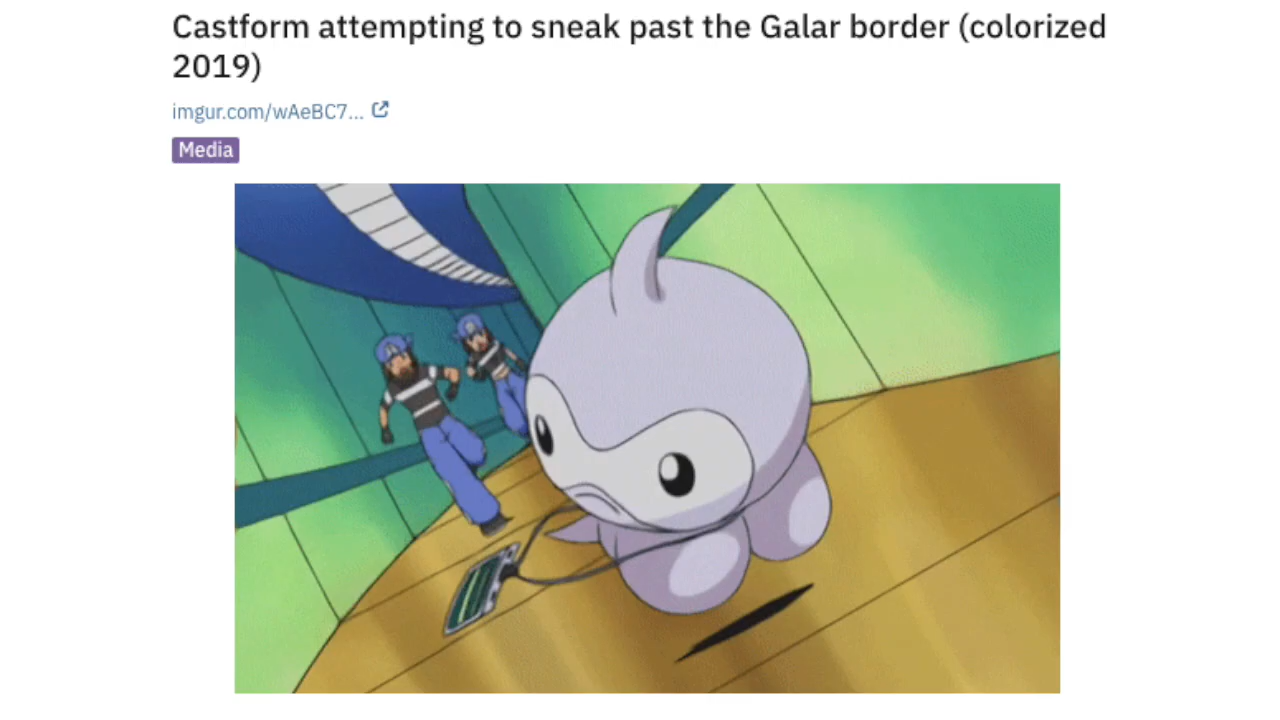 Castform attempting to sneak past the Galar border (colorized
2019)
imgur.com/wAeBC7...
Media